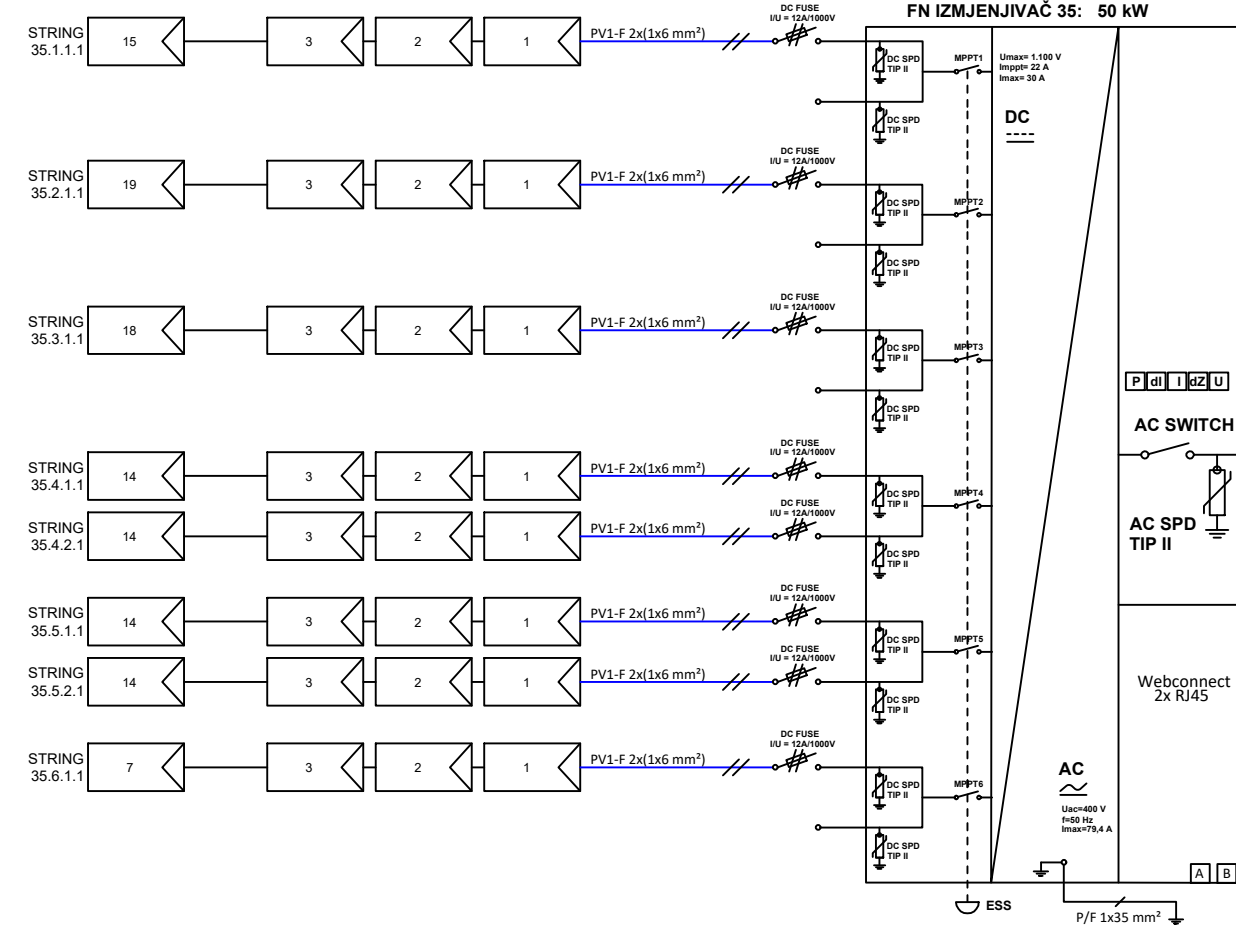 FN IZMJENJIVAČ 35: 50 kW
STRING
35.1.1.1
15
3
2
1
PV1-F 2x(1x6 mm²)
DC FUSE
I/U = 12A/1000V
DC SPD
TIP II
DC SPD
TIP II
MPPT1
Umax= 1.100 V
Imppt= 22 A
Imax= 30 A
DC
STRING
35.2.1.1
19
3
2
1
PV1-F 2x(1x6 mm²)
DC FUSE
I/U = 12A/1000V
DC SPD
TIP II
DC SPD
TIP II
MPPT2
STRING
35.3.1.1
18
3
2
1
PV1-F 2x(1x6 mm²)
DC FUSE
I/U = 12A/1000V
DC SPD
TIP II
DC SPD
TIP II
MPPT3
P dI I dZ U
AC SWITCH
AC SPD
TIP II
STRING
35.4.1.1
14
3
2
1
PV1-F 2x(1x6 mm²)
DC FUSE
I/U = 12A/1000V
DC SPD
TIP II
MPPT4
STRING
35.4.2.1
14
3
2
1
PV1-F 2x(1x6 mm²)
DC FUSE
I/U = 12A/1000V
DC SPD
TIP II
STRING
35.5.1.1
14
3
2
1
PV1-F 2x(1x6 mm²)
DC FUSE
I/U = 12A/1000V
DC SPD
TIP II
MPPT5
STRING
35.5.2.1
14
3
2
1
PV1-F 2x(1x6 mm²)
DC FUSE
I/U = 12A/1000V
DC SPD
TIP II
Webconnect
2x RJ45
STRING
35.6.1.1
7
3
2
1
PV1-F 2x(1x6 mm²)
DC FUSE
I/U = 12A/1000V
DC SPD
TIP II
DC SPD
TIP II
MPPT6
AC
Uac=400 V
f=50 Hz
Imax=79,4 A
A B
ESS
P/F 1x35 mm²